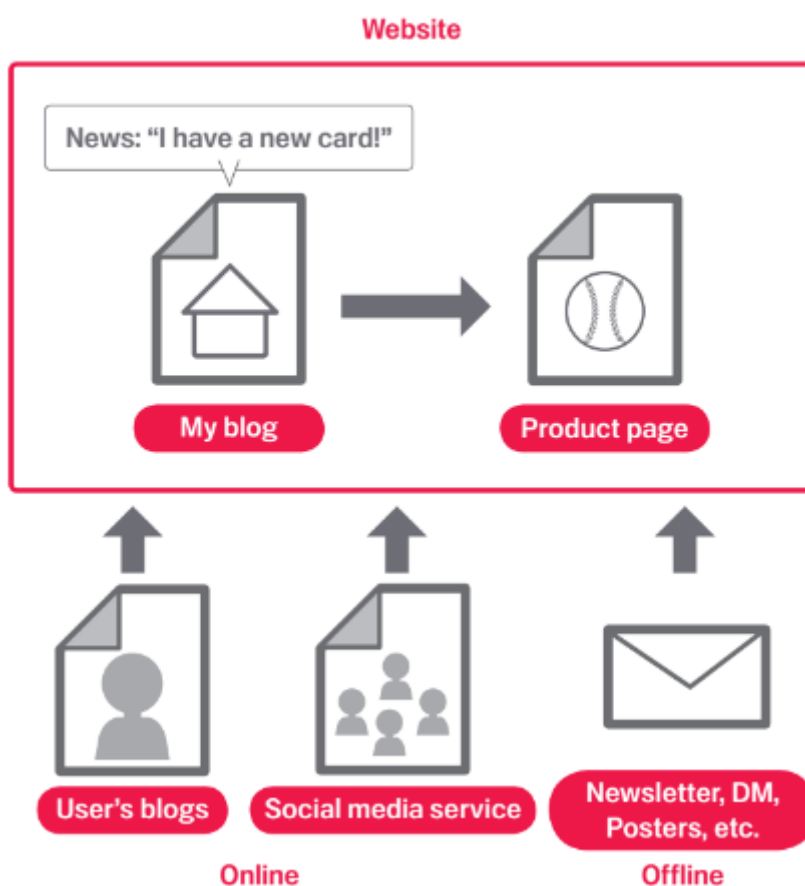 Website
News: “I have a new card!”
My blog
Product page
User's blogs
Social media service
Newsletter, DM,
Posters, etc.
Online
Offline